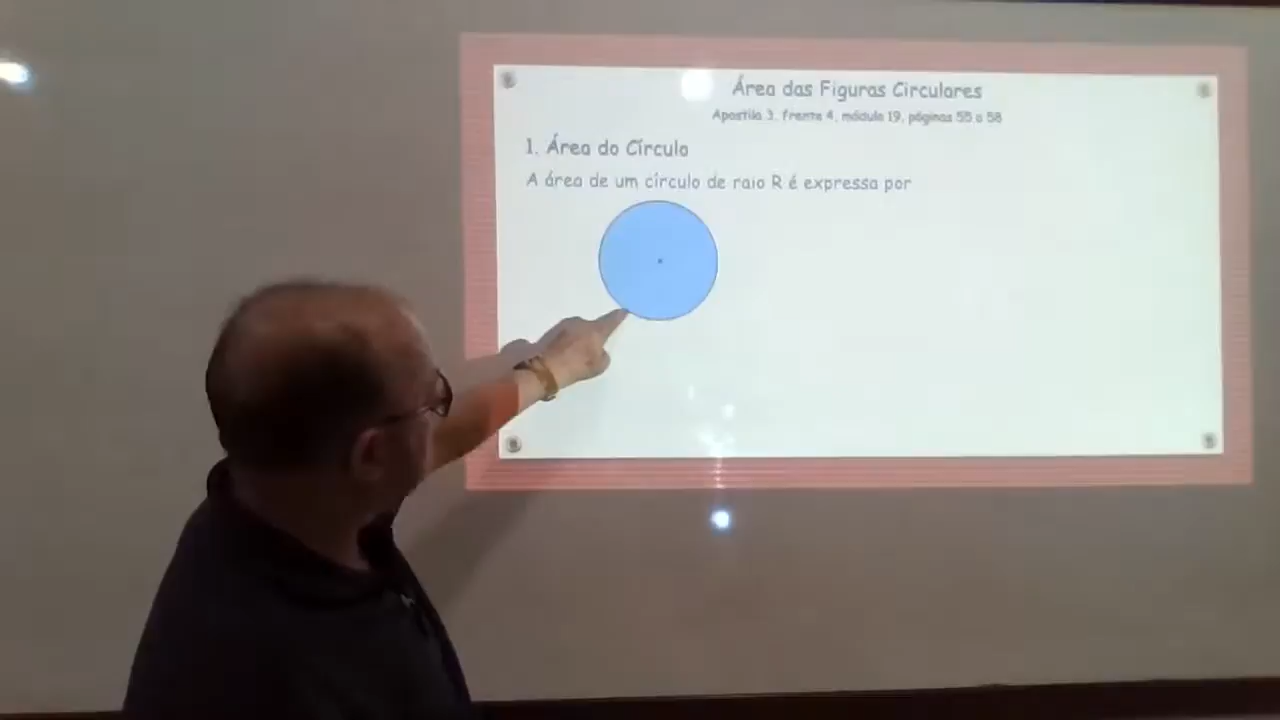 Área das Figuras Circulares
Apostila 3, frente 4, módulo 19, páginas 55 a 58
1. Área do Círculo
A área de um círculo de raio R é expressa por